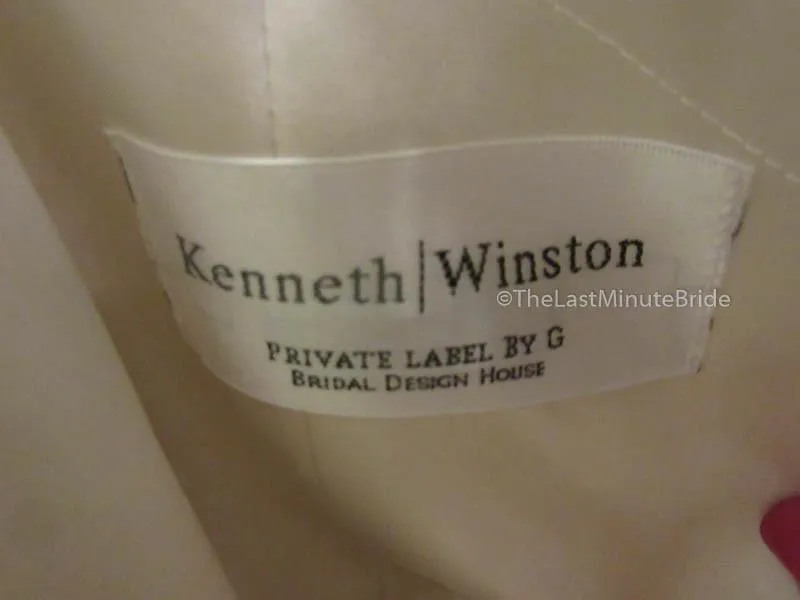 Kenneth|Winston
©TheLastMinuteBride
PRIVATE LABEL BY G
BRIDAL DESIGN HOUSE